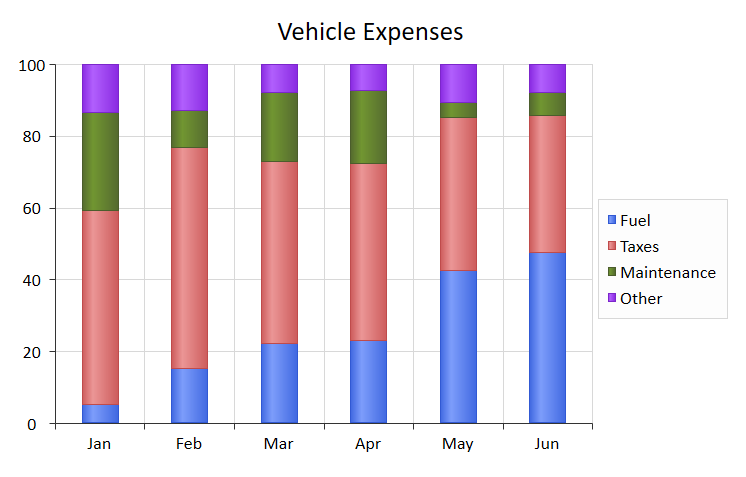 Vehicle Expenses
100
80
60
40
20
0
Jan Feb Mar Apr May Jun
Fuel
Taxes
Maintenance
Other